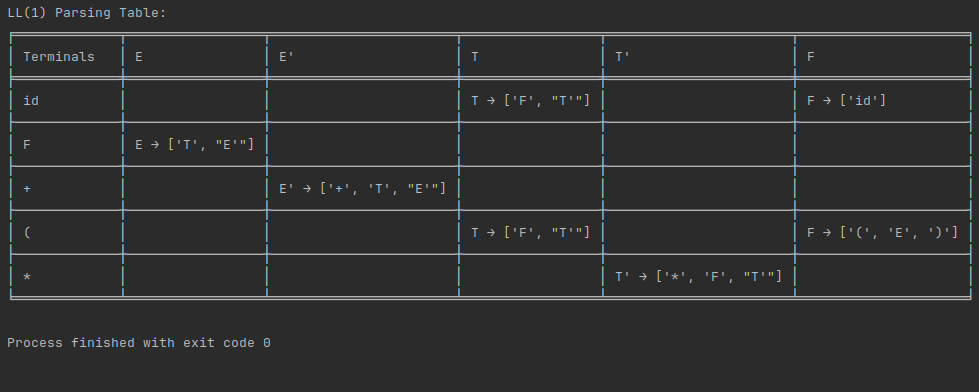 LL(1) Parsing Table:
Terminals E E' T T' F
id T → ['F', "T'"] F → ['id']
F E → ['T', "E'"]
+ E' → ['+', 'T', "E'"]
( T → ['F', "T'"] F → ['(', 'E', ')']
* T' → ['*', 'F', "T'"]
Process finished with exit code 0